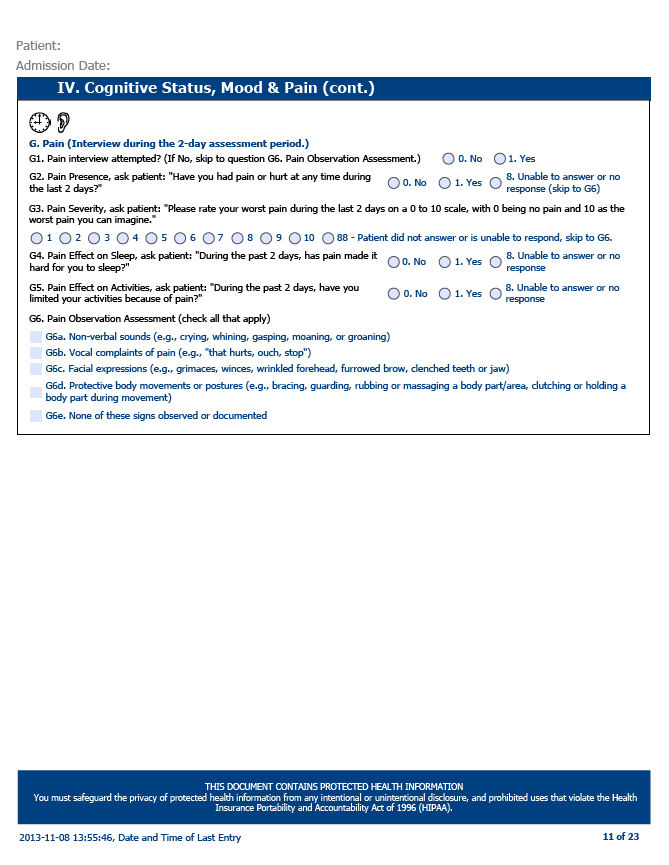 Patient:
Admission Date:
IV. Cognitive Status, Mood & Pain (cont.)
G. Pain (Interview during the 2-day assessment period.)
G1. Pain interview attempted? (If No, skip to question G6. Pain Observation Assessment.) 0. No 1. Yes
G2. Pain Presence, ask patient: "Have you had pain or hurt at any time during
the last 2 days?"
0. No 1. Yes 8. Unable to answer or no
response (skip to G6)
G3. Pain Severity, ask patient: "Please rate your worst pain during the last 2 days on a 0 to 10 scale, with 0 being no pain and 10 as the
worst pain you can imagine."
1 2 3 4 5 6 7 8 9 10 88 - Patient did not answer or is unable to respond, skip to G6.
G4. Pain Effect on Sleep, ask patient: "During the past 2 days, has pain made it
hard for you to sleep?"
0. No 1. Yes 8. Unable to answer or no
response
G5. Pain Effect on Activities, ask patient: "During the past 2 days, have you
limited your activities because of pain?"
0. No 1. Yes 8. Unable to answer or no
response
G6. Pain Observation Assessment (check all that apply)
G6a. Non-verbal sounds (e.g., crying, whining, gasping, moaning, or groaning)
G6b. Vocal complaints of pain (e.g., "that hurts, ouch, stop")
G6c. Facial expressions (e.g., grimaces, winces, wrinkled forehead, furrowed brow, clenched teeth or jaw)
G6d. Protective body movements or postures (e.g., bracing, guarding, rubbing or massaging a body part/area, clutching or holding a
body part during movement)
G6e. None of these signs observed or documented
THIS DOCUMENT CONTAINS PROTECTED HEALTH INFORMATION
You must safeguard the privacy of protected health information from any intentional or unintentional disclosure, and prohibited uses that violate the Health
Insurance Portability and Accountability Act of 1996 (HIPAA).
2013-11-08 13:55:46, Date and Time of Last Entry
11 of 23